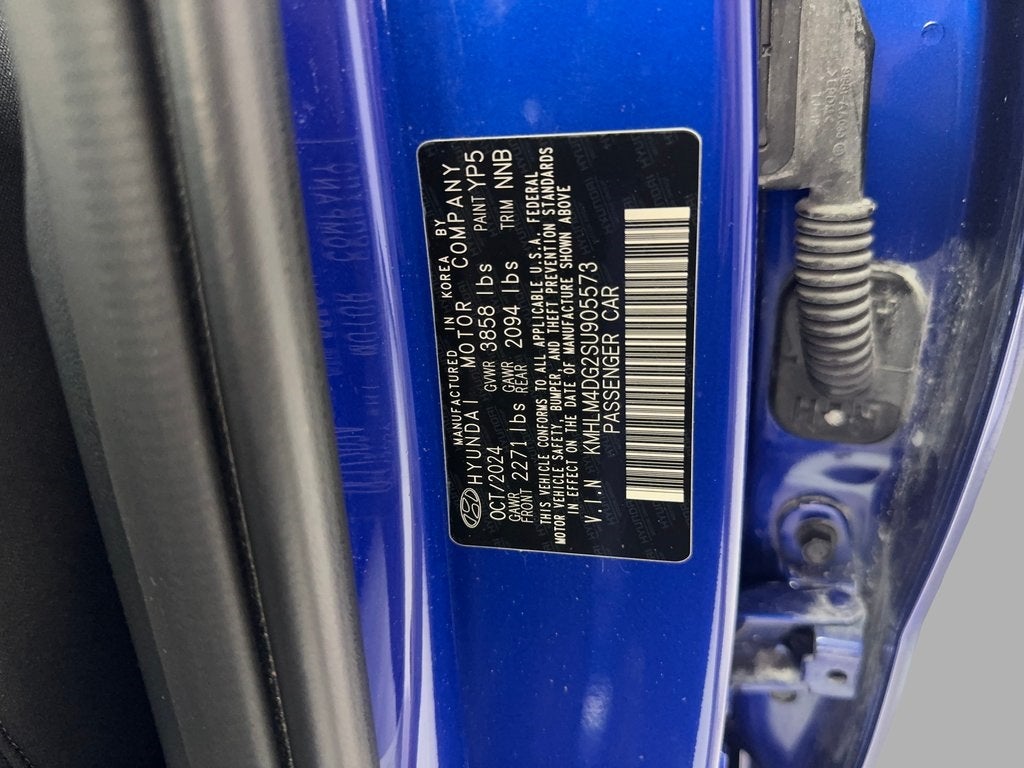 MANUFACTURED IN KOREA BY
HYUNDAI MOTOR COMPANY
OCT/2024 GVWR 3858 lbs PAINT YP5
GAWR FRONT 2271 lbs GAWR REAR 2094 lbs TRIM NNB
THIS VEHICLE CONFORMS TO ALL APPLICABLE U.S.A. FEDERAL
MOTOR VEHICLE SAFETY, BUMPER, AND THEFT PREVENTION STANDARDS
IN EFFECT ON THE DATE OF MANUFACTURE SHOWN ABOVE
V.I.N KMHLM4DG2SU905573
PASSENGER CAR